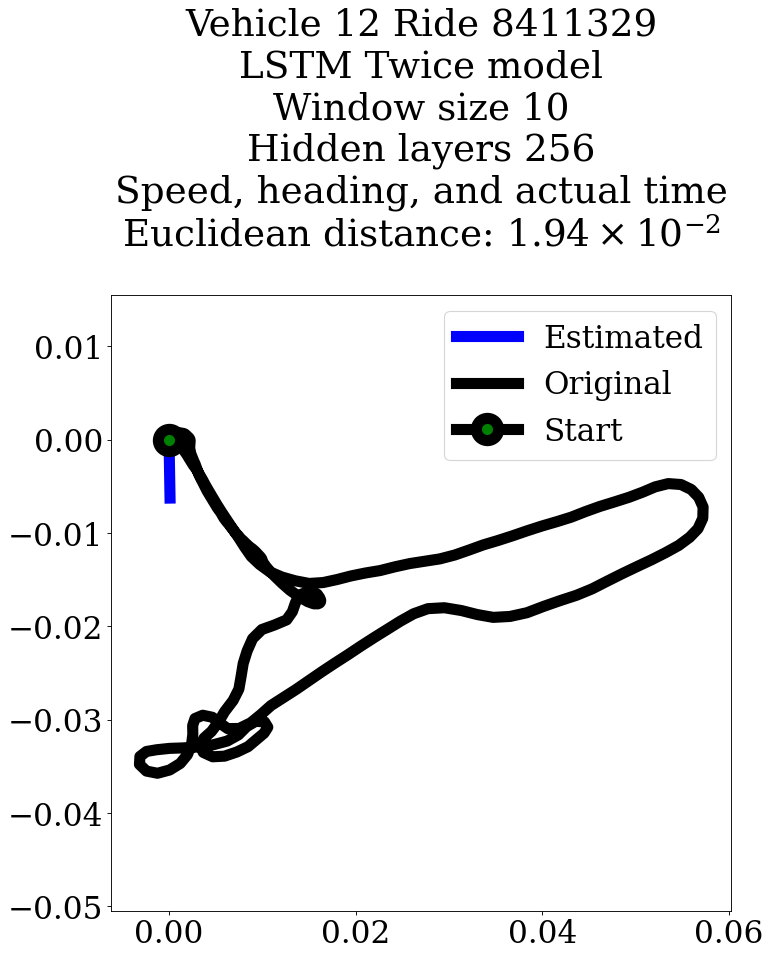 Vehicle 12 Ride 8411329
LSTM Twice model
Window size 10
Hidden layers 256
Speed, heading, and actual time
Euclidean distance: 1.94 × 10⁻²
Estimated
Original
Start
0.01
0.00
−0.01
−0.02
−0.03
−0.04
−0.05
0.00 0.02 0.04 0.06